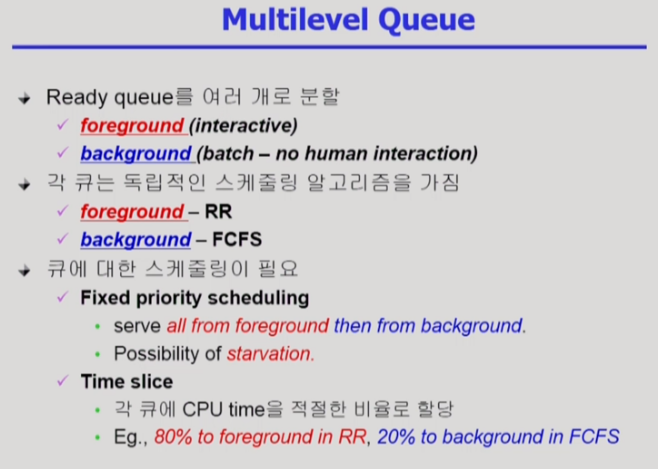 Multilevel Queue
Ready queue를 여러 개로 분할
foreground (interactive)
background (batch – no human interaction)
각 큐는 독립적인 스케줄링 알고리즘을 가짐
foreground – RR
background – FCFS
큐에 대한 스케줄링이 필요
Fixed priority scheduling
serve all from foreground then from background.
Possibility of starvation.
Time slice
각 큐에 CPU time을 적절한 비율로 할당
Eg., 80% to foreground in RR, 20% to background in FCFS